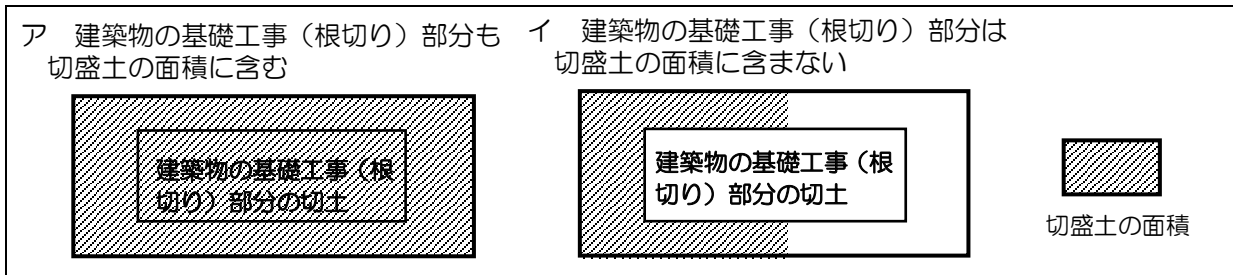 ア 建築物の基礎工事（根切り）部分も
切盛土の面積に含む
イ 建築物の基礎工事（根切り）部分は
切盛土の面積に含まない
建築物の基礎工事（根
切り）部分の切土
建築物の基礎工事（根
切り）部分の切土
切盛土の面積